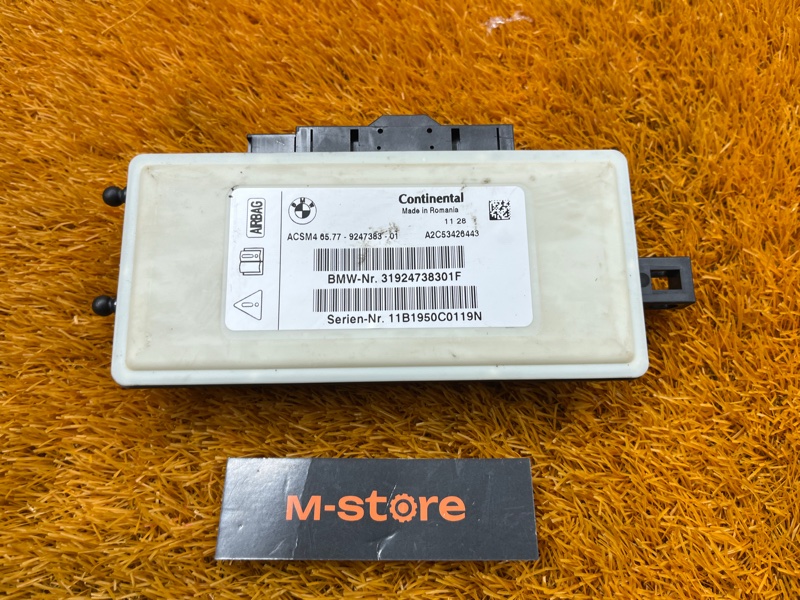 AIRBAG
BMW
Continental
Made in Romania
11 28
ACSM4 65.77 - 9247383 - 01 A2C53426443
BMW-Nr. 31924738301F
Serien-Nr. 11B1950C0119N
M-store